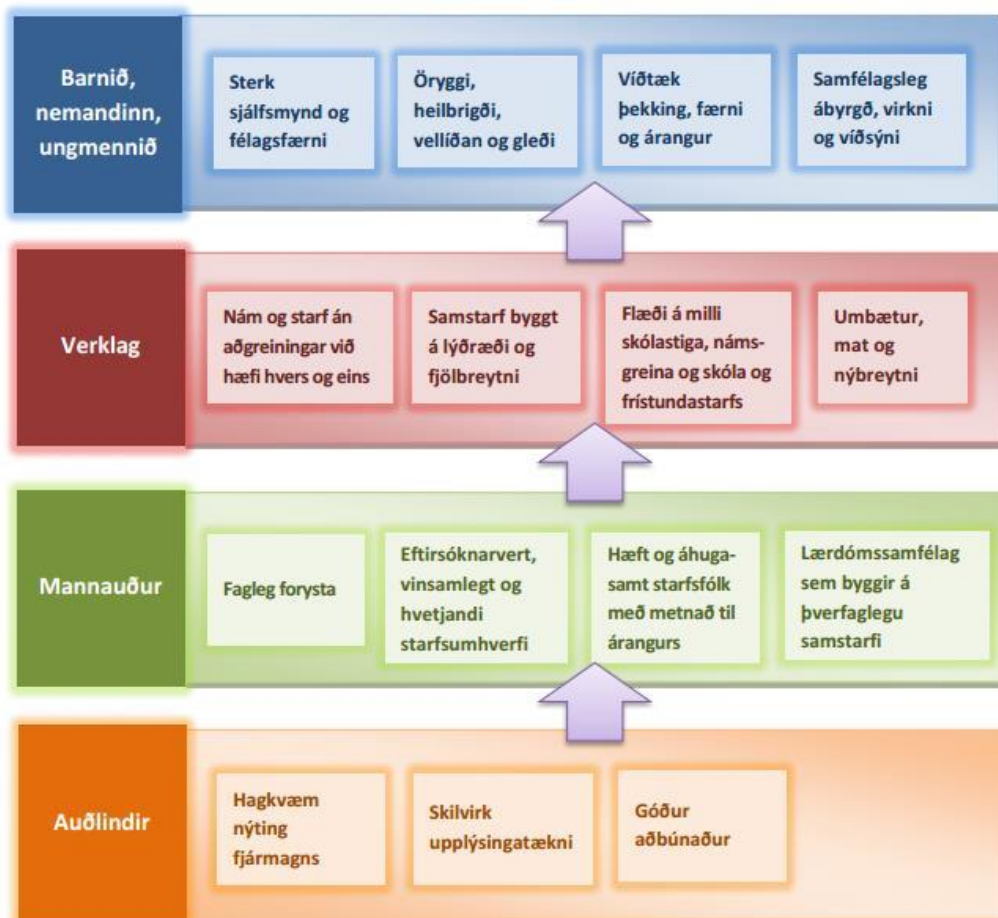 Barnið,
nemandinn,
ungmennið
Sterk
sjálfsmynd og
félagsfærni
Öryggi,
heilbrigði,
vellíðan og gleði
Víðtæk
þekking, færni
og árangur
Samfélagsleg
ábyrgð, virkni
og víðsýni
Verklag
Nám og starf án
aðgreiningar við
hæfi hvers og eins
Samstarf byggt
á lýðræði og
fjölbreytni
Flæði á milli
skólastiga, náms-
greina og skóla og
frístundastarfs
Umbætur,
mat og
nýbreytni
Mannauður
Fagleg forysta
Eftirsóknarvert,
vinsamlegt og
hvetjandi
starfsumhverfi
Hæft og áhuga-
samt starfsfólk
með metnað til
árangurs
Lærdómssamfélag
sem byggir á
þverfaglegu
samstarfi
Auðlindir
Hagkvæm
nýting
fjármagns
Skilvirk
upplýsingatækni
Góður
aðbúnaður